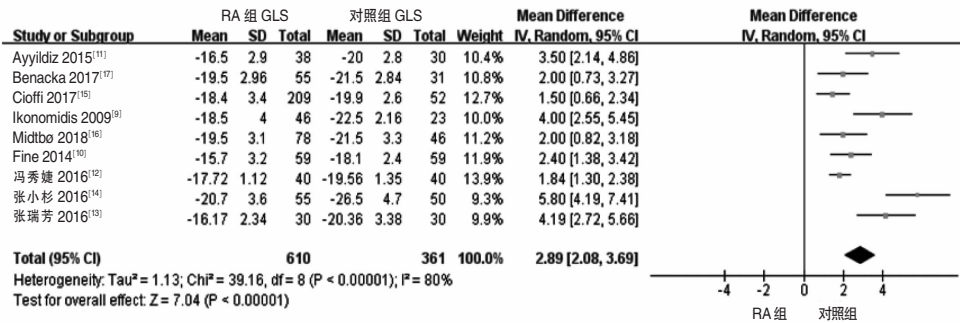 RA 组 GLS 对照组 GLS Mean Difference Mean Difference
Study or Subgroup Mean SD Total Mean SD Total Weight IV, Random, 95% CI IV, Random, 95% CI
Ayyildiz 2015[11] -16.5 2.9 38 -20 2.8 30 10.4% 3.50 [2.14, 4.86]
Benacka 2017[17] -19.5 2.96 55 -21.5 2.84 31 10.8% 2.00 [0.73, 3.27]
Cioffi 2017[15] -18.4 3.4 209 -19.9 2.6 52 12.7% 1.50 [0.66, 2.34]
Ikonomidis 2009[9] -18.5 4 46 -22.5 2.16 23 10.0% 4.00 [2.55, 5.45]
Midtbø 2018[16] -19.5 3.1 78 -21.5 3.3 46 11.2% 2.00 [0.82, 3.18]
Fine 2014[10] -15.7 3.2 59 -18.1 2.4 59 11.9% 2.40 [1.38, 3.42]
冯秀婕 2016[12] -17.72 1.12 40 -19.56 1.35 40 13.9% 1.84 [1.30, 2.38]
张小杉 2016[14] -20.7 3.6 55 -26.5 4.7 50 9.3% 5.80 [4.19, 7.41]
张瑞芳 2016[13] -16.17 2.34 30 -20.36 3.38 30 9.9% 4.19 [2.72, 5.66]
Total (95% CI) 610 361 100.0% 2.89 [2.08, 3.69]
Heterogeneity: Tau² = 1.13; Chi² = 39.16, df = 8 (P < 0.00001); I² = 80%
Test for overall effect: Z = 7.04 (P < 0.00001)
-4 -2 0 2 4
RA 组 对照组